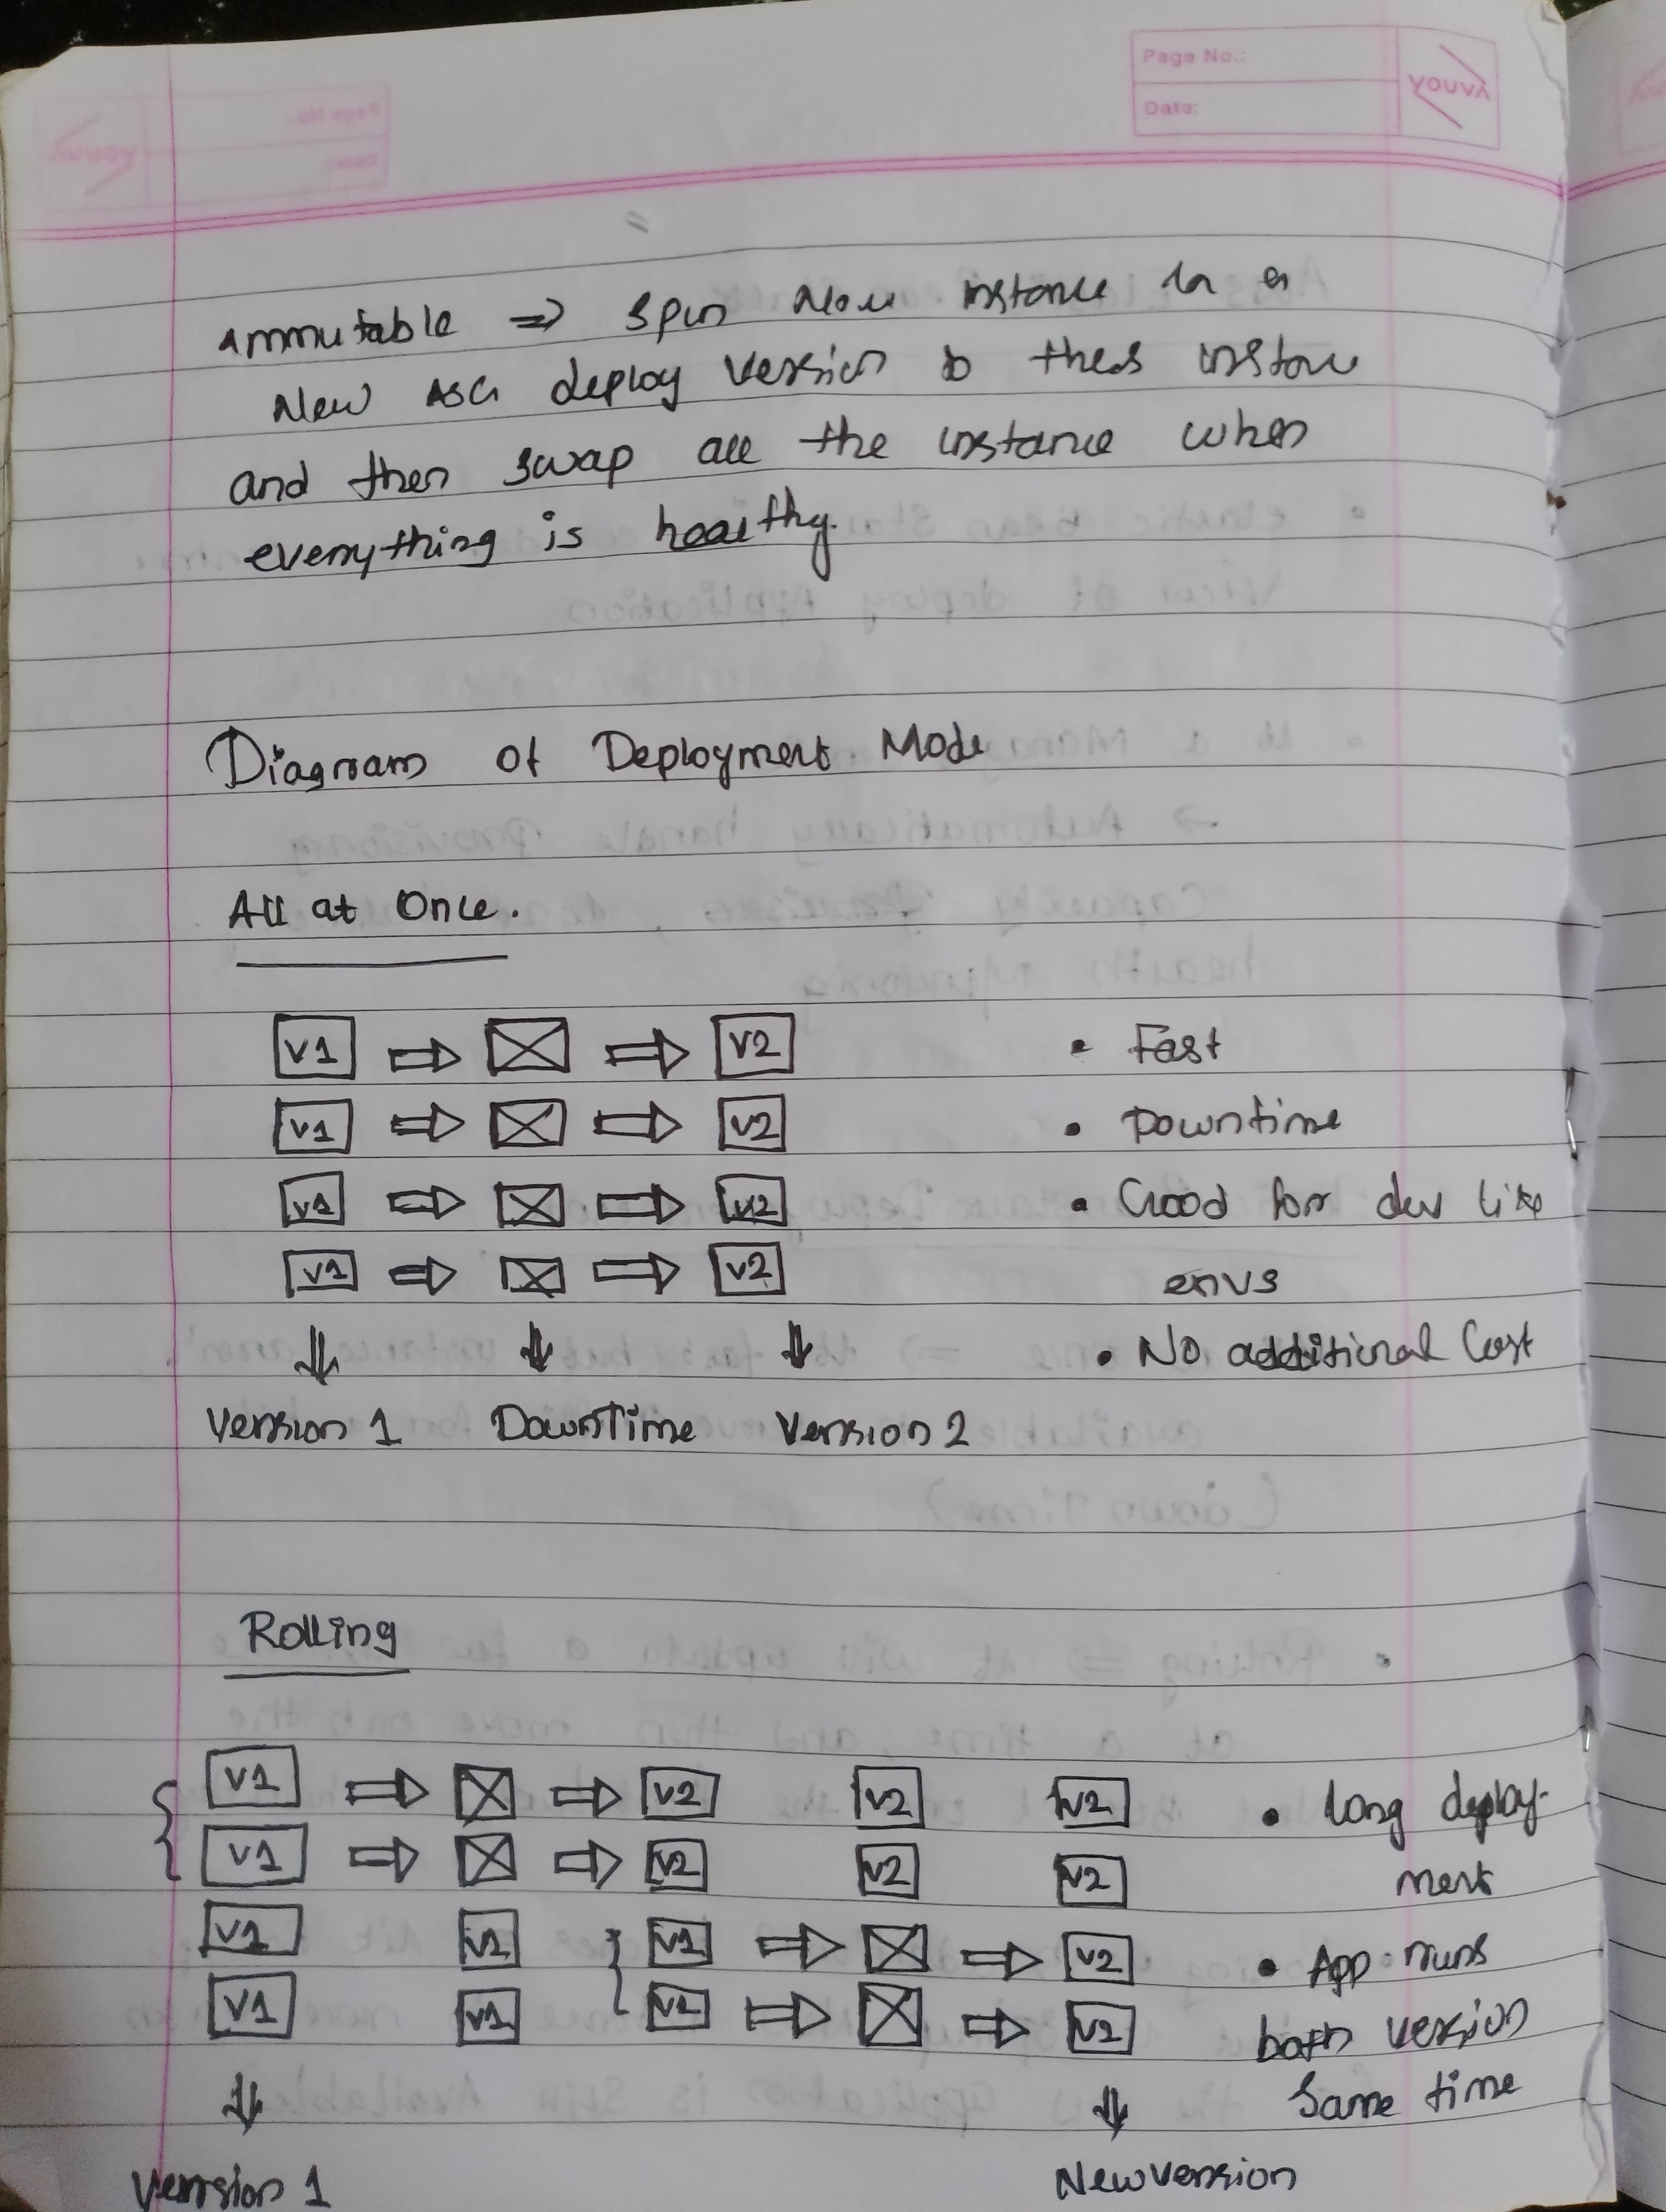 Page No.:
Date:
YOUVA
Immutable ⇒ Spin New instance in a
New ASG deploy version to these instance
and then swap all the instance when
everything is healthy.
Diagram of Deployment Mode
All at Once.
V1 ⇒ ☒ ⇒ V2 • Fast
V1 ⇒ ☒ ⇒ V2 • Downtime
V1 ⇒ ☒ ⇒ V2 • Good for dev like
V1 ⇒ ☒ ⇒ V2 envs
⇓ ⇓ ⇓ • No additional Cost
Version 1 DownTime Version 2
Rolling
V1 ⇒ ☒ ⇒ V2 V2 V2 • Long deploy-
V1 ⇒ ☒ ⇒ V2 V2 V2 ment
V1 V1 V1 ⇒ ☒ ⇒ V2 • App runs
V1 V1 V1 ⇒ ☒ ⇒ V2 both version
⇓ ⇓ Same time
Version 1 New version